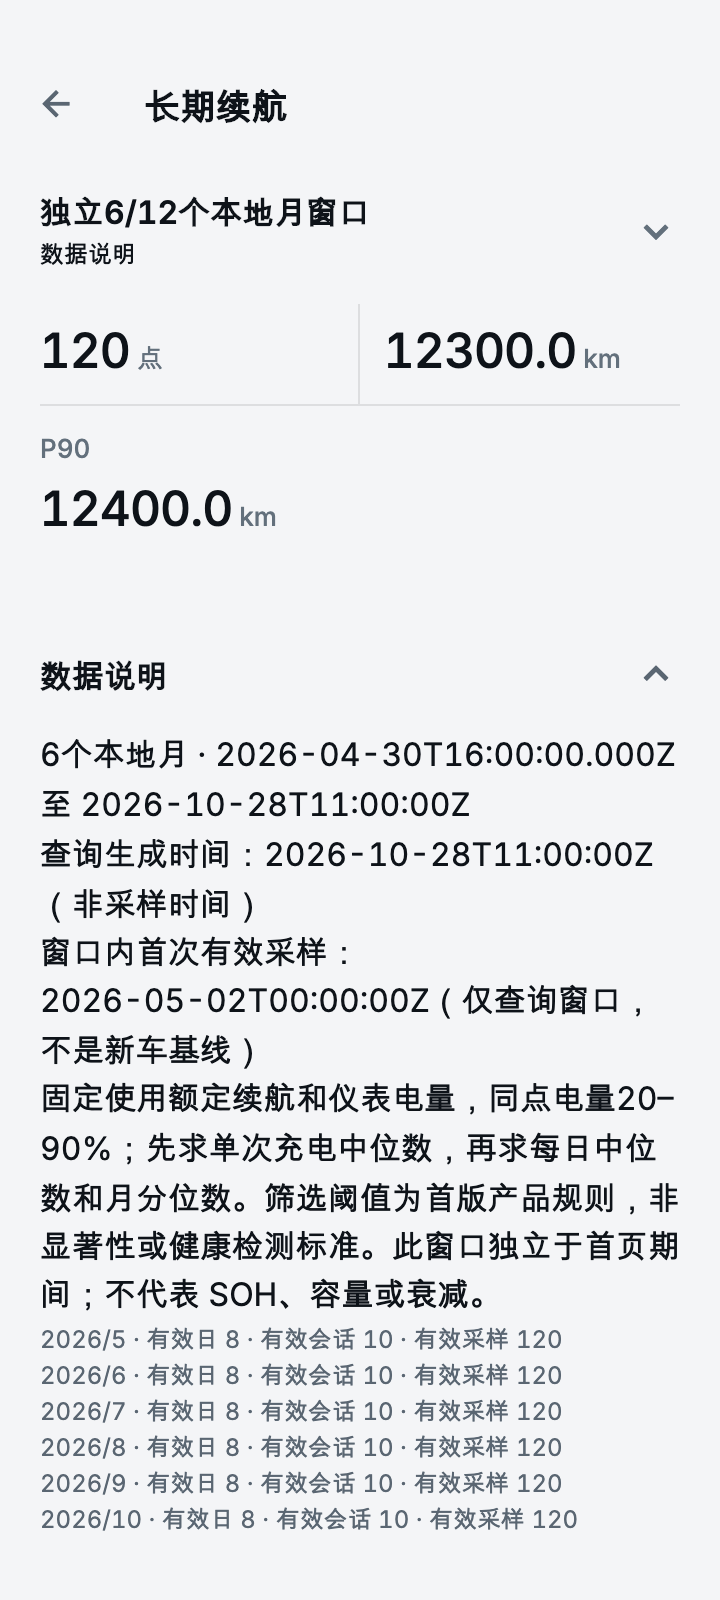 长期续航
独立6/12个本地月窗口
数据说明
120 点
12300.0 km
P90
12400.0 km
数据说明
6个本地月 · 2026-04-30T16:00:00.000Z
至 2026-10-28T11:00:00Z
查询生成时间：2026-10-28T11:00:00Z
（非采样时间）
窗口内首次有效采样：
2026-05-02T00:00:00Z（仅查询窗口，
不是新车基线）
固定使用额定续航和仪表电量，同点电量20–
90%；先求单次充电中位数，再求每日中位
数和月分位数。筛选阈值为首版产品规则，非
显著性或健康检测标准。此窗口独立于首页期
间；不代表 SOH、容量或衰减。
2026/5 · 有效日 8 · 有效会话 10 · 有效采样 120
2026/6 · 有效日 8 · 有效会话 10 · 有效采样 120
2026/7 · 有效日 8 · 有效会话 10 · 有效采样 120
2026/8 · 有效日 8 · 有效会话 10 · 有效采样 120
2026/9 · 有效日 8 · 有效会话 10 · 有效采样 120
2026/10 · 有效日 8 · 有效会话 10 · 有效采样 120